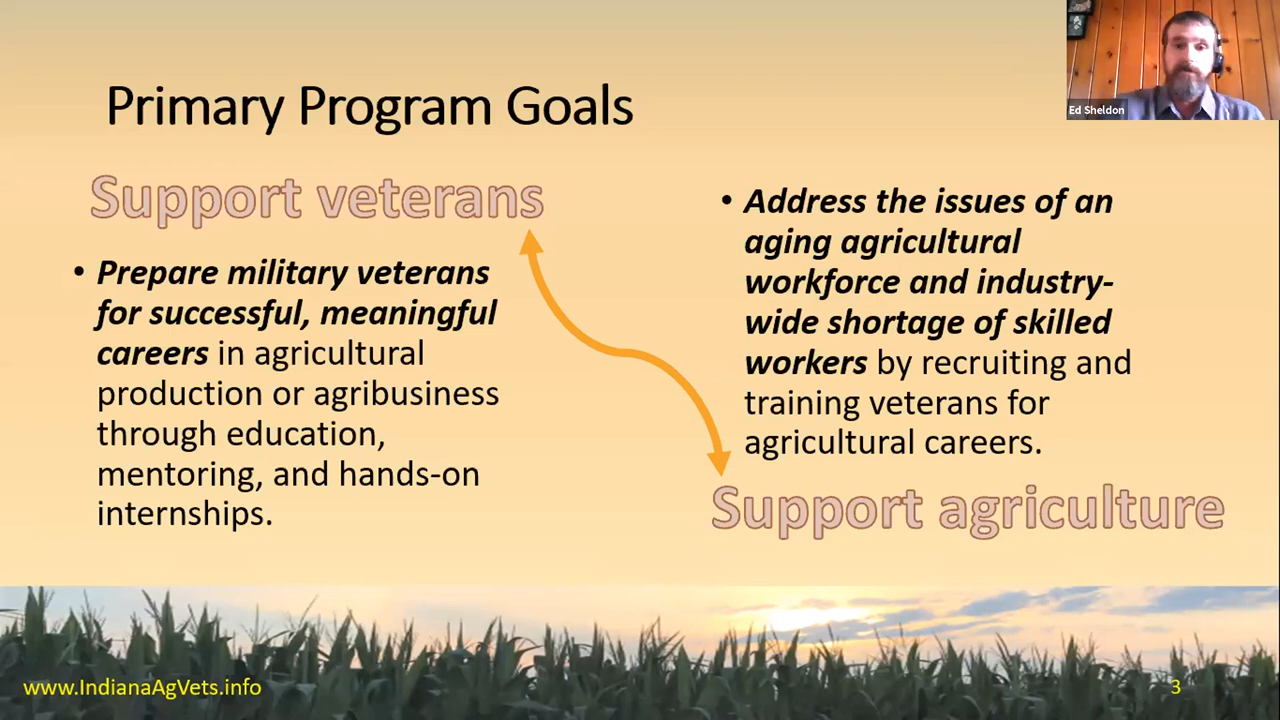 Primary Program Goals
Support veterans
• Prepare military veterans
for successful, meaningful
careers in agricultural
production or agribusiness
through education,
mentoring, and hands-on
internships.
• Address the issues of an
aging agricultural
workforce and industry-
wide shortage of skilled
workers by recruiting and
training veterans for
agricultural careers.
Support agriculture
Ed Sheldon
www.IndianaAgVets.info
3